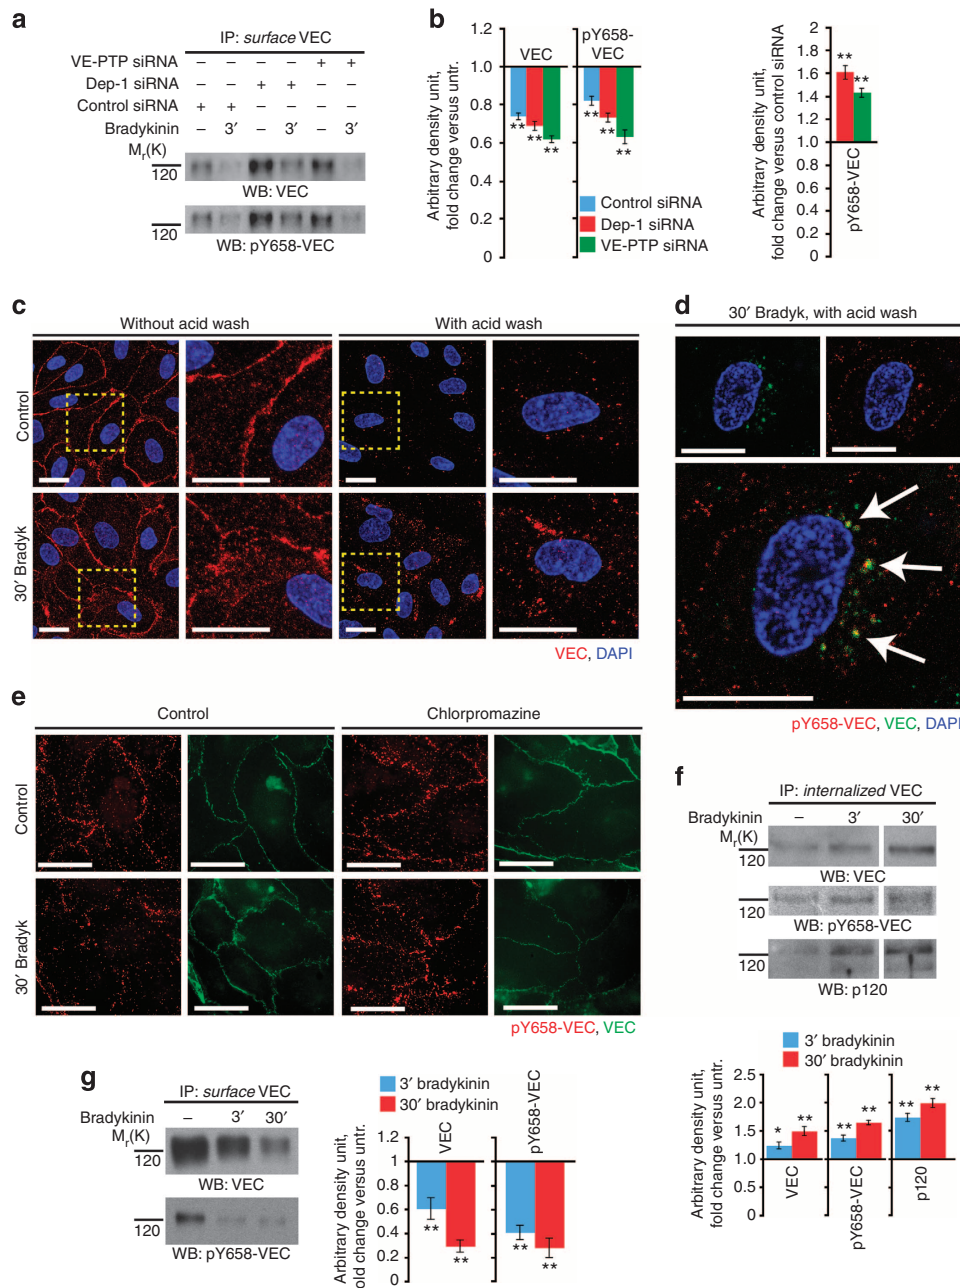 a
IP: surface VEC
VE-PTP siRNA – – – – + +
Dep-1 siRNA – – + + – –
Control siRNA + + – – – –
Bradykinin – 3′ – 3′ – 3′
Mr(K)
120
WB: VEC
120
WB: pY658-VEC
b
Arbitrary density unit,
fold change versus untr.
1.2
1
0.8
0.6
0.4
0.2
0
VEC
pY658-
VEC
** ** **
** ** **
Control siRNA
Dep-1 siRNA
VE-PTP siRNA
Arbitrary density unit,
fold change versus control siRNA
2
1.8
1.6
1.4
1.2
1
0.8
0.6
0.4
0.2
0
** **
pY658-VEC
c
Without acid wash
With acid wash
Control
30′ Bradyk
VEC, DAPI
d
30′ Bradyk, with acid wash
pY658-VEC, VEC, DAPI
e
Control
Chlorpromazine
Control
30′ Bradyk
pY658-VEC, VEC
f
IP: internalized VEC
Bradykinin – 3′ 30′
Mr(K)
120
WB: VEC
120
WB: pY658-VEC
120
WB: p120
3′ bradykinin
30′ bradykinin
Arbitrary density unit,
fold change versus untr.
2.5
2.0
1.5
1.0
0.5
0
* **
** **
** **
VEC
pY658-VEC
p120
g
IP: surface VEC
Bradykinin – 3′ 30′
Mr(K)
120
WB: VEC
120
WB: pY658-VEC
3′ bradykinin
30′ bradykinin
Arbitrary density unit,
fold change versus untr.
1
0.8
0.6
0.4
0.2
0
VEC
pY658-VEC
** **
** **